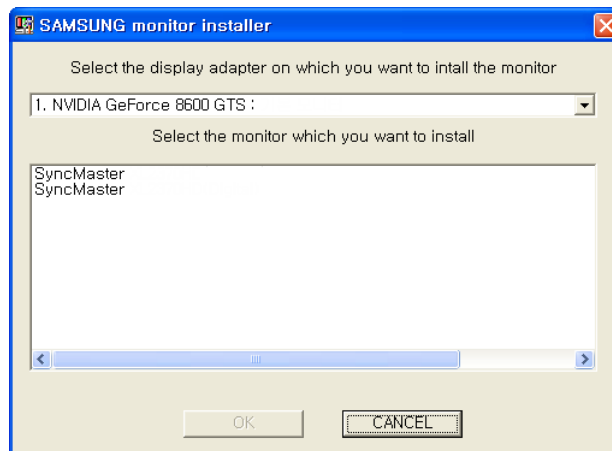 SAMSUNG monitor installer
Select the display adapter on which you want to intall the monitor
1. NVIDIA GeForce 8600 GTS :
Select the monitor which you want to install
SyncMaster
SyncMaster
OK
CANCEL